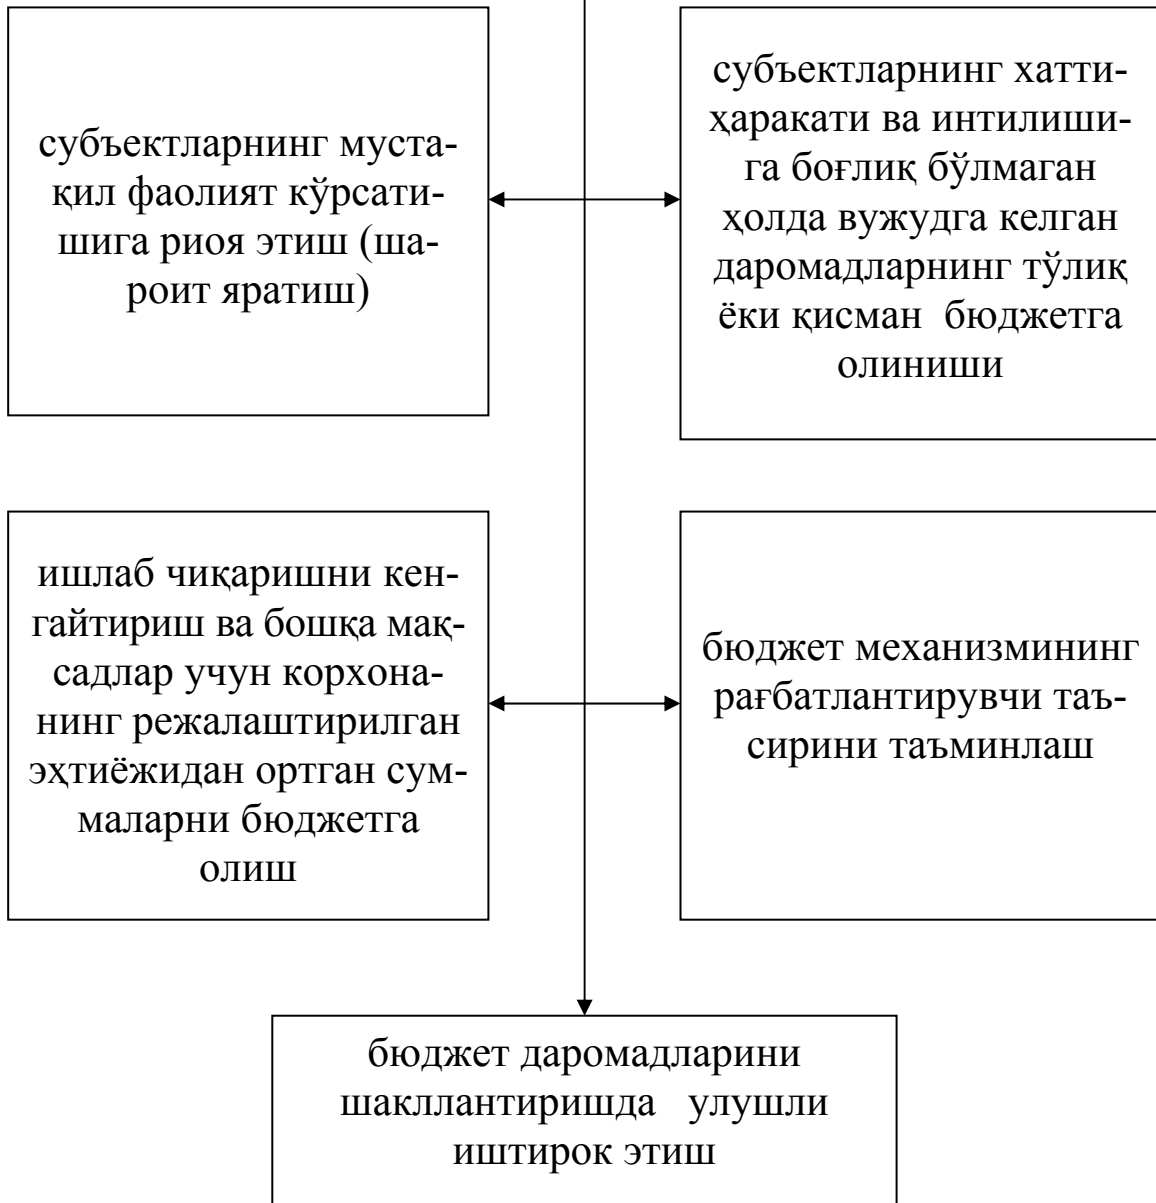 субъектларнинг муста-
қил фаолият кўрсати-
шига риоя этиш (ша-
роит яратиш)
субъектларнинг хатти-
ҳаракати ва интилиши-
га боғлиқ бўлмаган
ҳолда вужудга келган
даромадларнинг тўлиқ
ёки қисман бюджетга
олиниши
ишлаб чиқаришни кен-
гайтириш ва бошқа мақ-
садлар учун корхона-
нинг режалаштирилган
эҳтиёжидан ортган сум-
маларни бюджетга
олиш
бюджет механизмининг
рағбатлантирувчи таъ-
сирини таъминлаш
бюджет даромадларини
шакллантиришда улушли
иштирок этиш